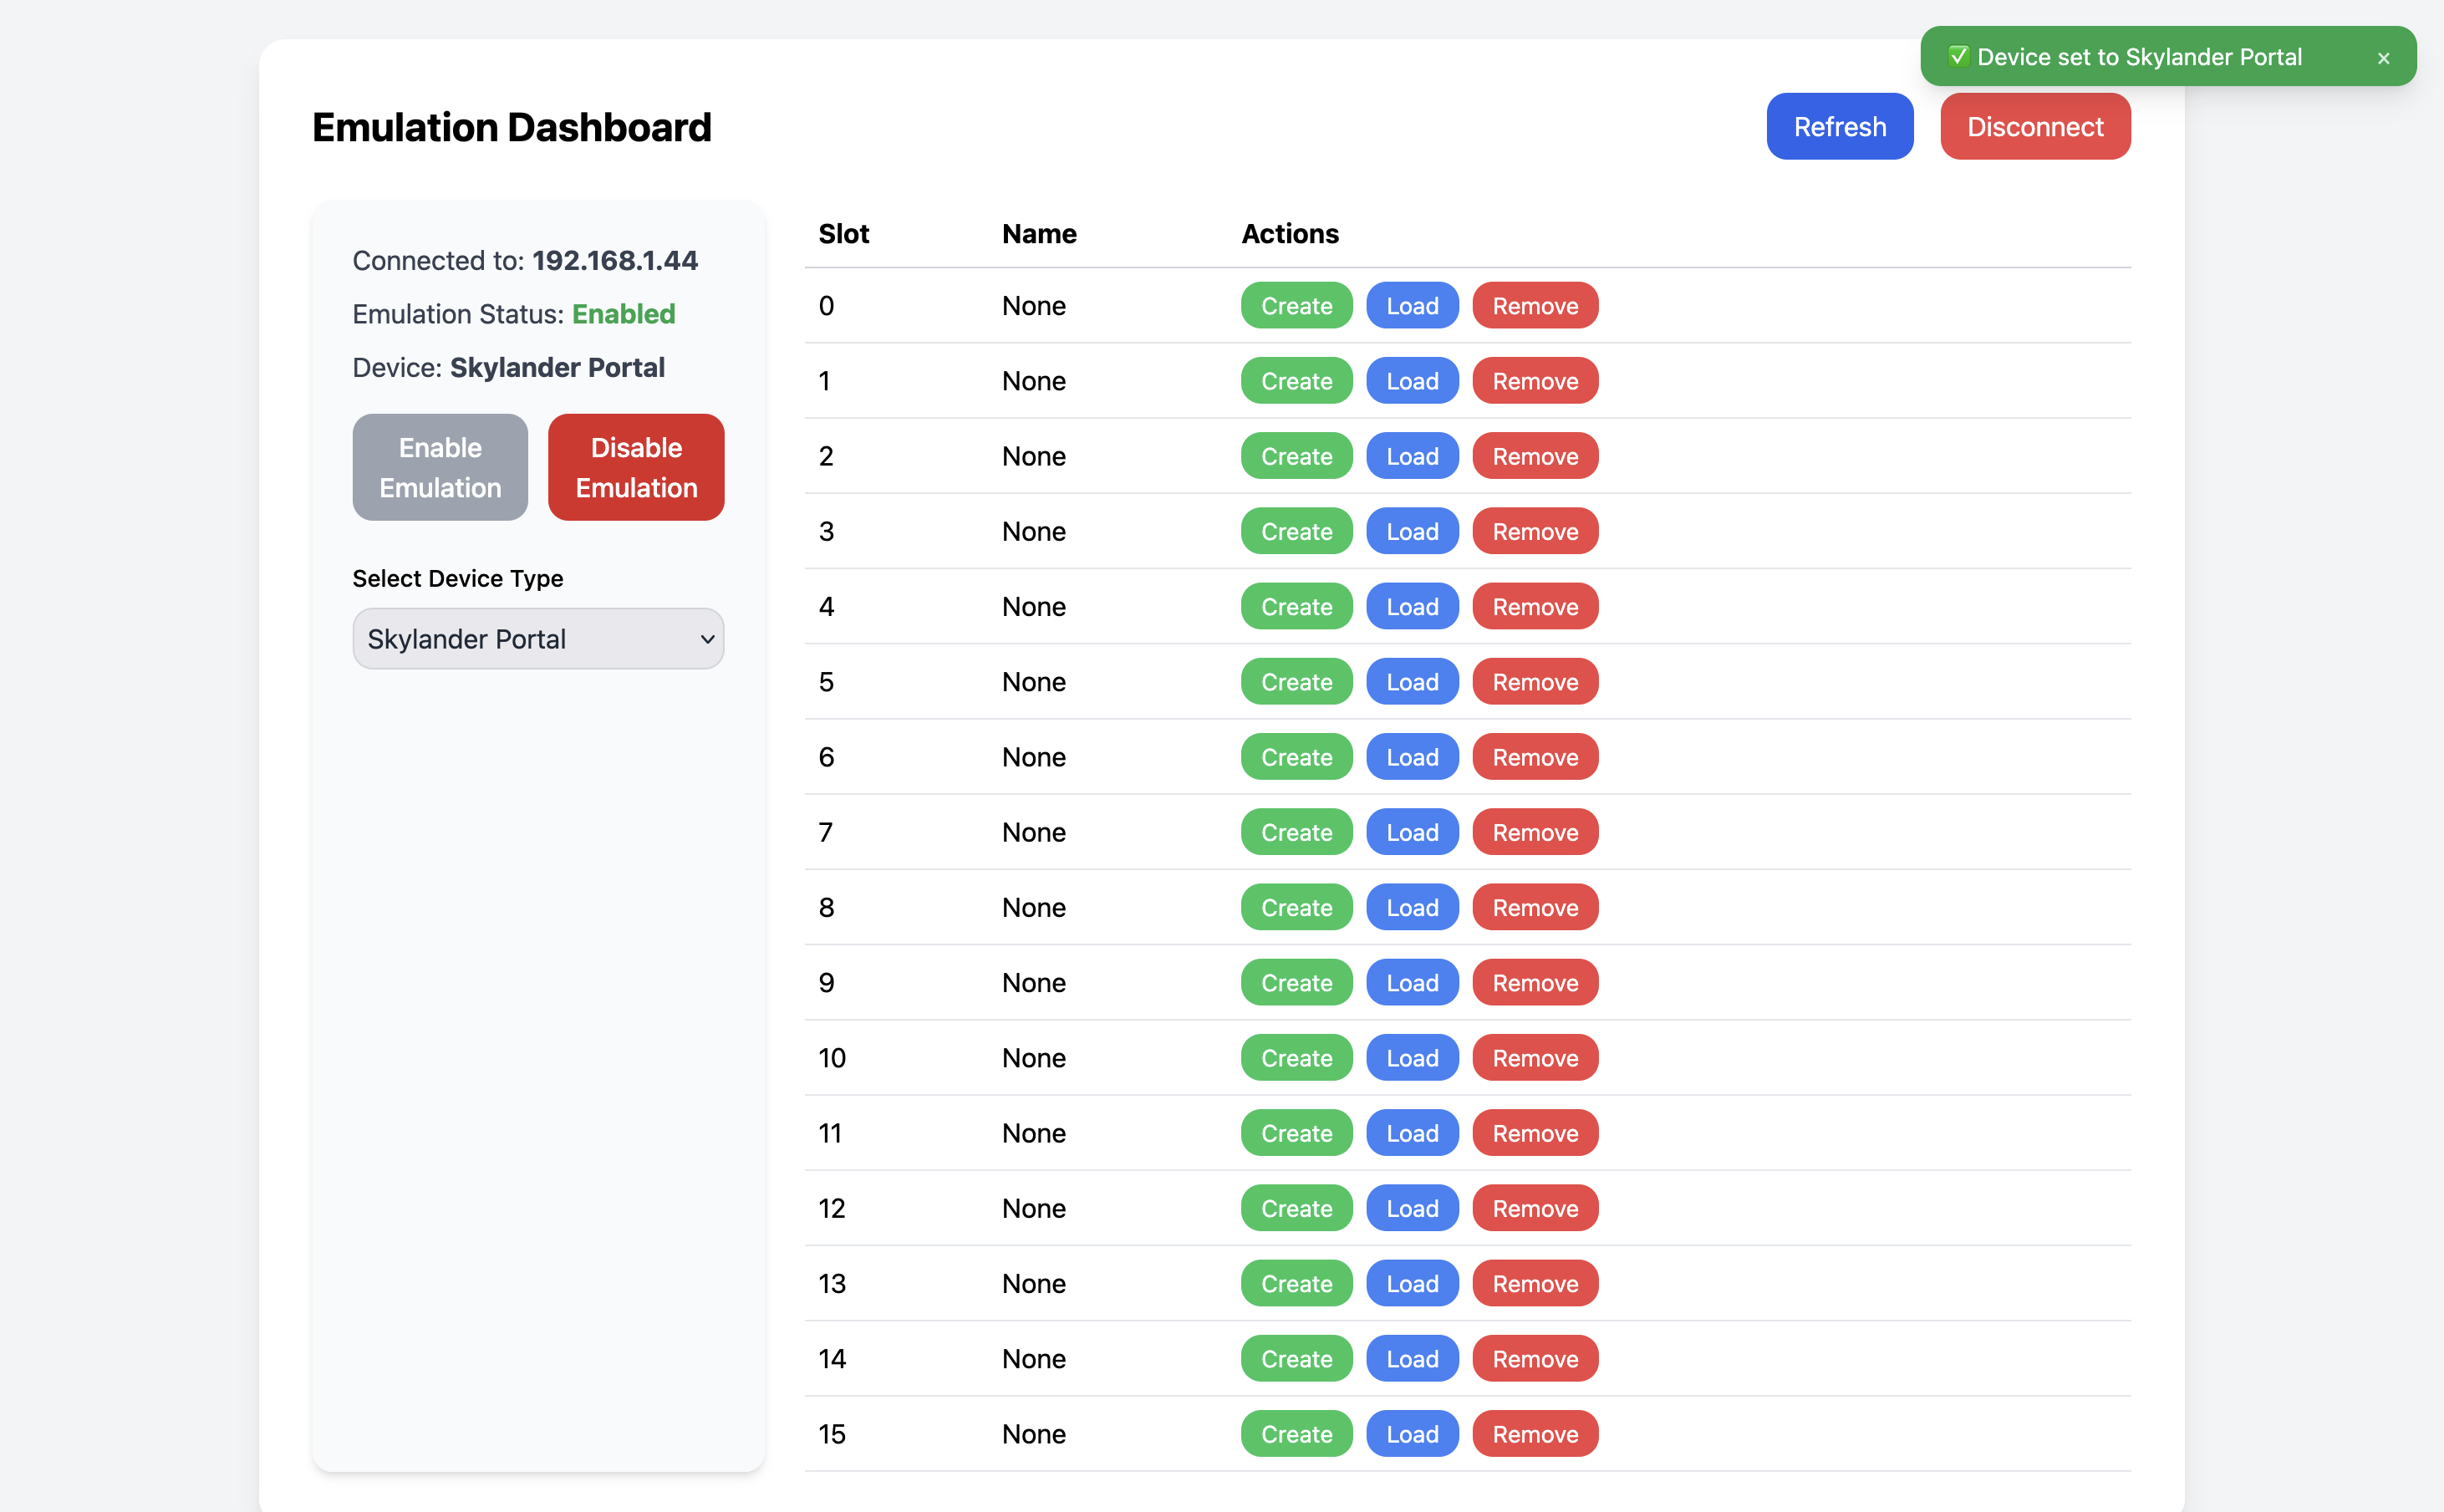 ✅ Device set to Skylander Portal ×
Emulation Dashboard
Refresh
Disconnect
Connected to: 192.168.1.44
Emulation Status: Enabled
Device: Skylander Portal
Enable
Emulation
Disable
Emulation
Select Device Type
Skylander Portal
Slot Name Actions
0 None Create Load Remove
1 None Create Load Remove
2 None Create Load Remove
3 None Create Load Remove
4 None Create Load Remove
5 None Create Load Remove
6 None Create Load Remove
7 None Create Load Remove
8 None Create Load Remove
9 None Create Load Remove
10 None Create Load Remove
11 None Create Load Remove
12 None Create Load Remove
13 None Create Load Remove
14 None Create Load Remove
15 None Create Load Remove